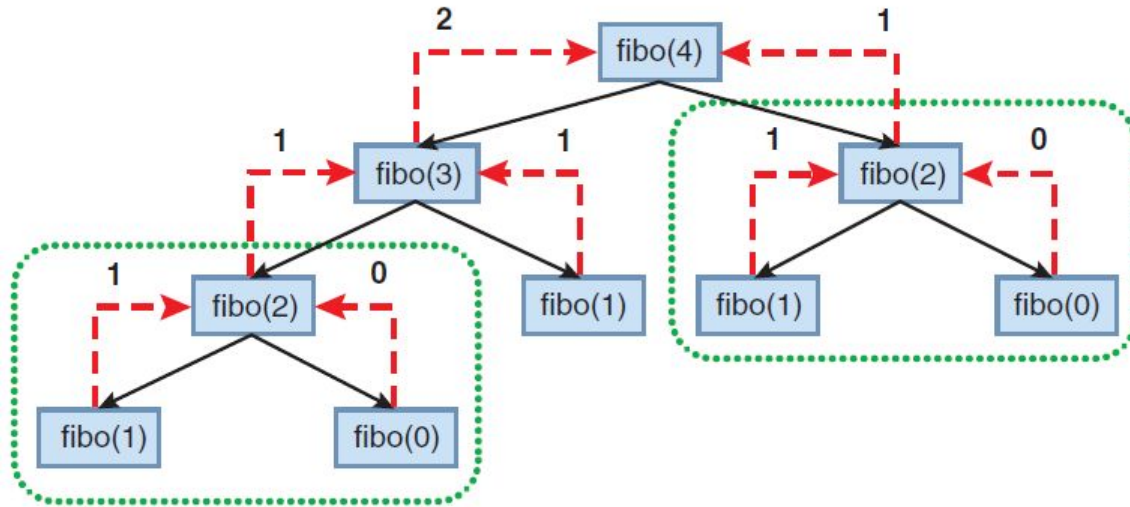 2 1
fibo(4)
1 1 1 0
fibo(3) fibo(2)
1 0
fibo(2) fibo(1) fibo(1) fibo(0)
fibo(1) fibo(0)